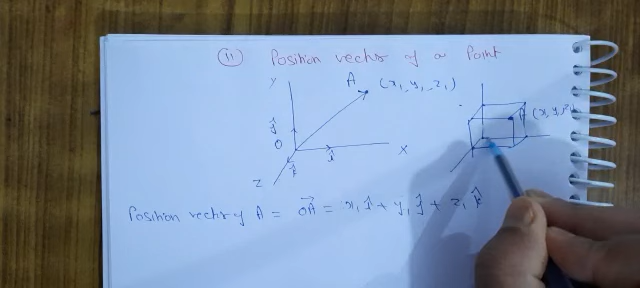 (ii) Position vector of a Point
Y
A (x₁, y₁, z₁)
A (x, y, z)
ĵ
O
î
X
k̂
Z
Position vector of A = OA⃗ = x₁ î + y₁ ĵ + z₁ k̂